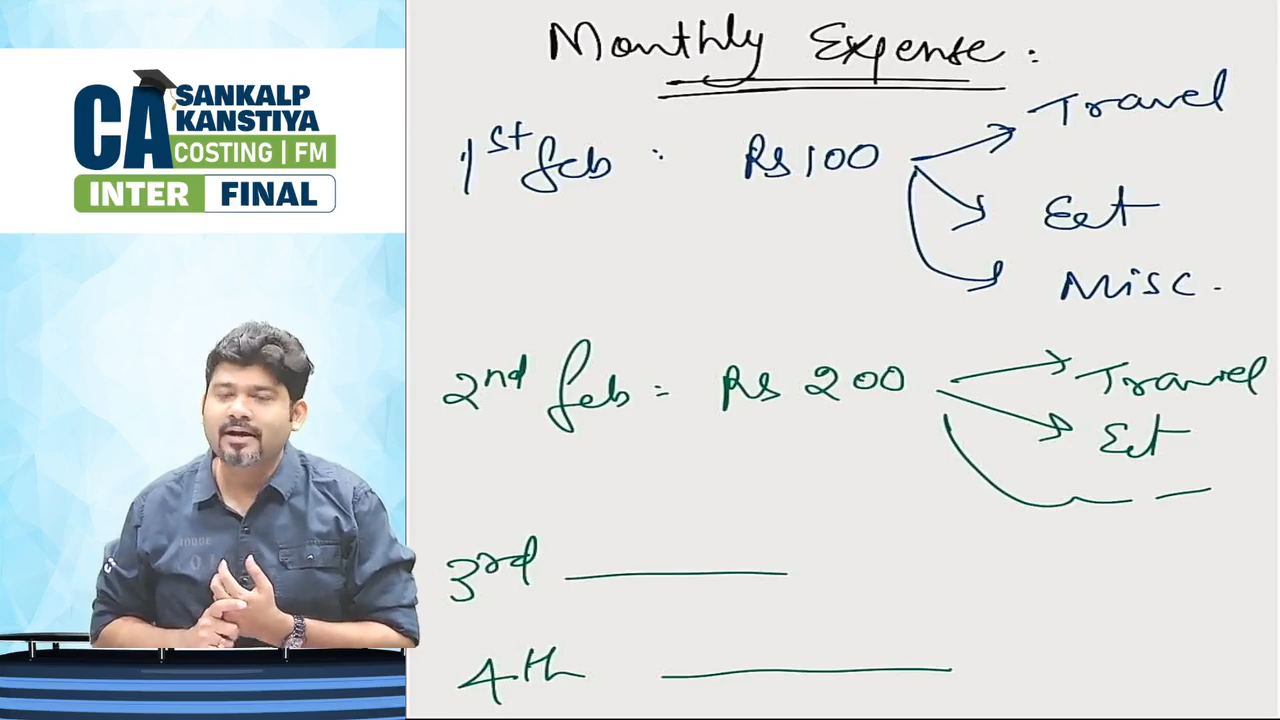 CA SANKALP
KANSTIYA
COSTING | FM
INTER FINAL
Monthly Expense :
1st feb : Rs 100 Travel
Eat
Misc.
2nd feb = Rs 200 Travel
Eat
3rd
4th